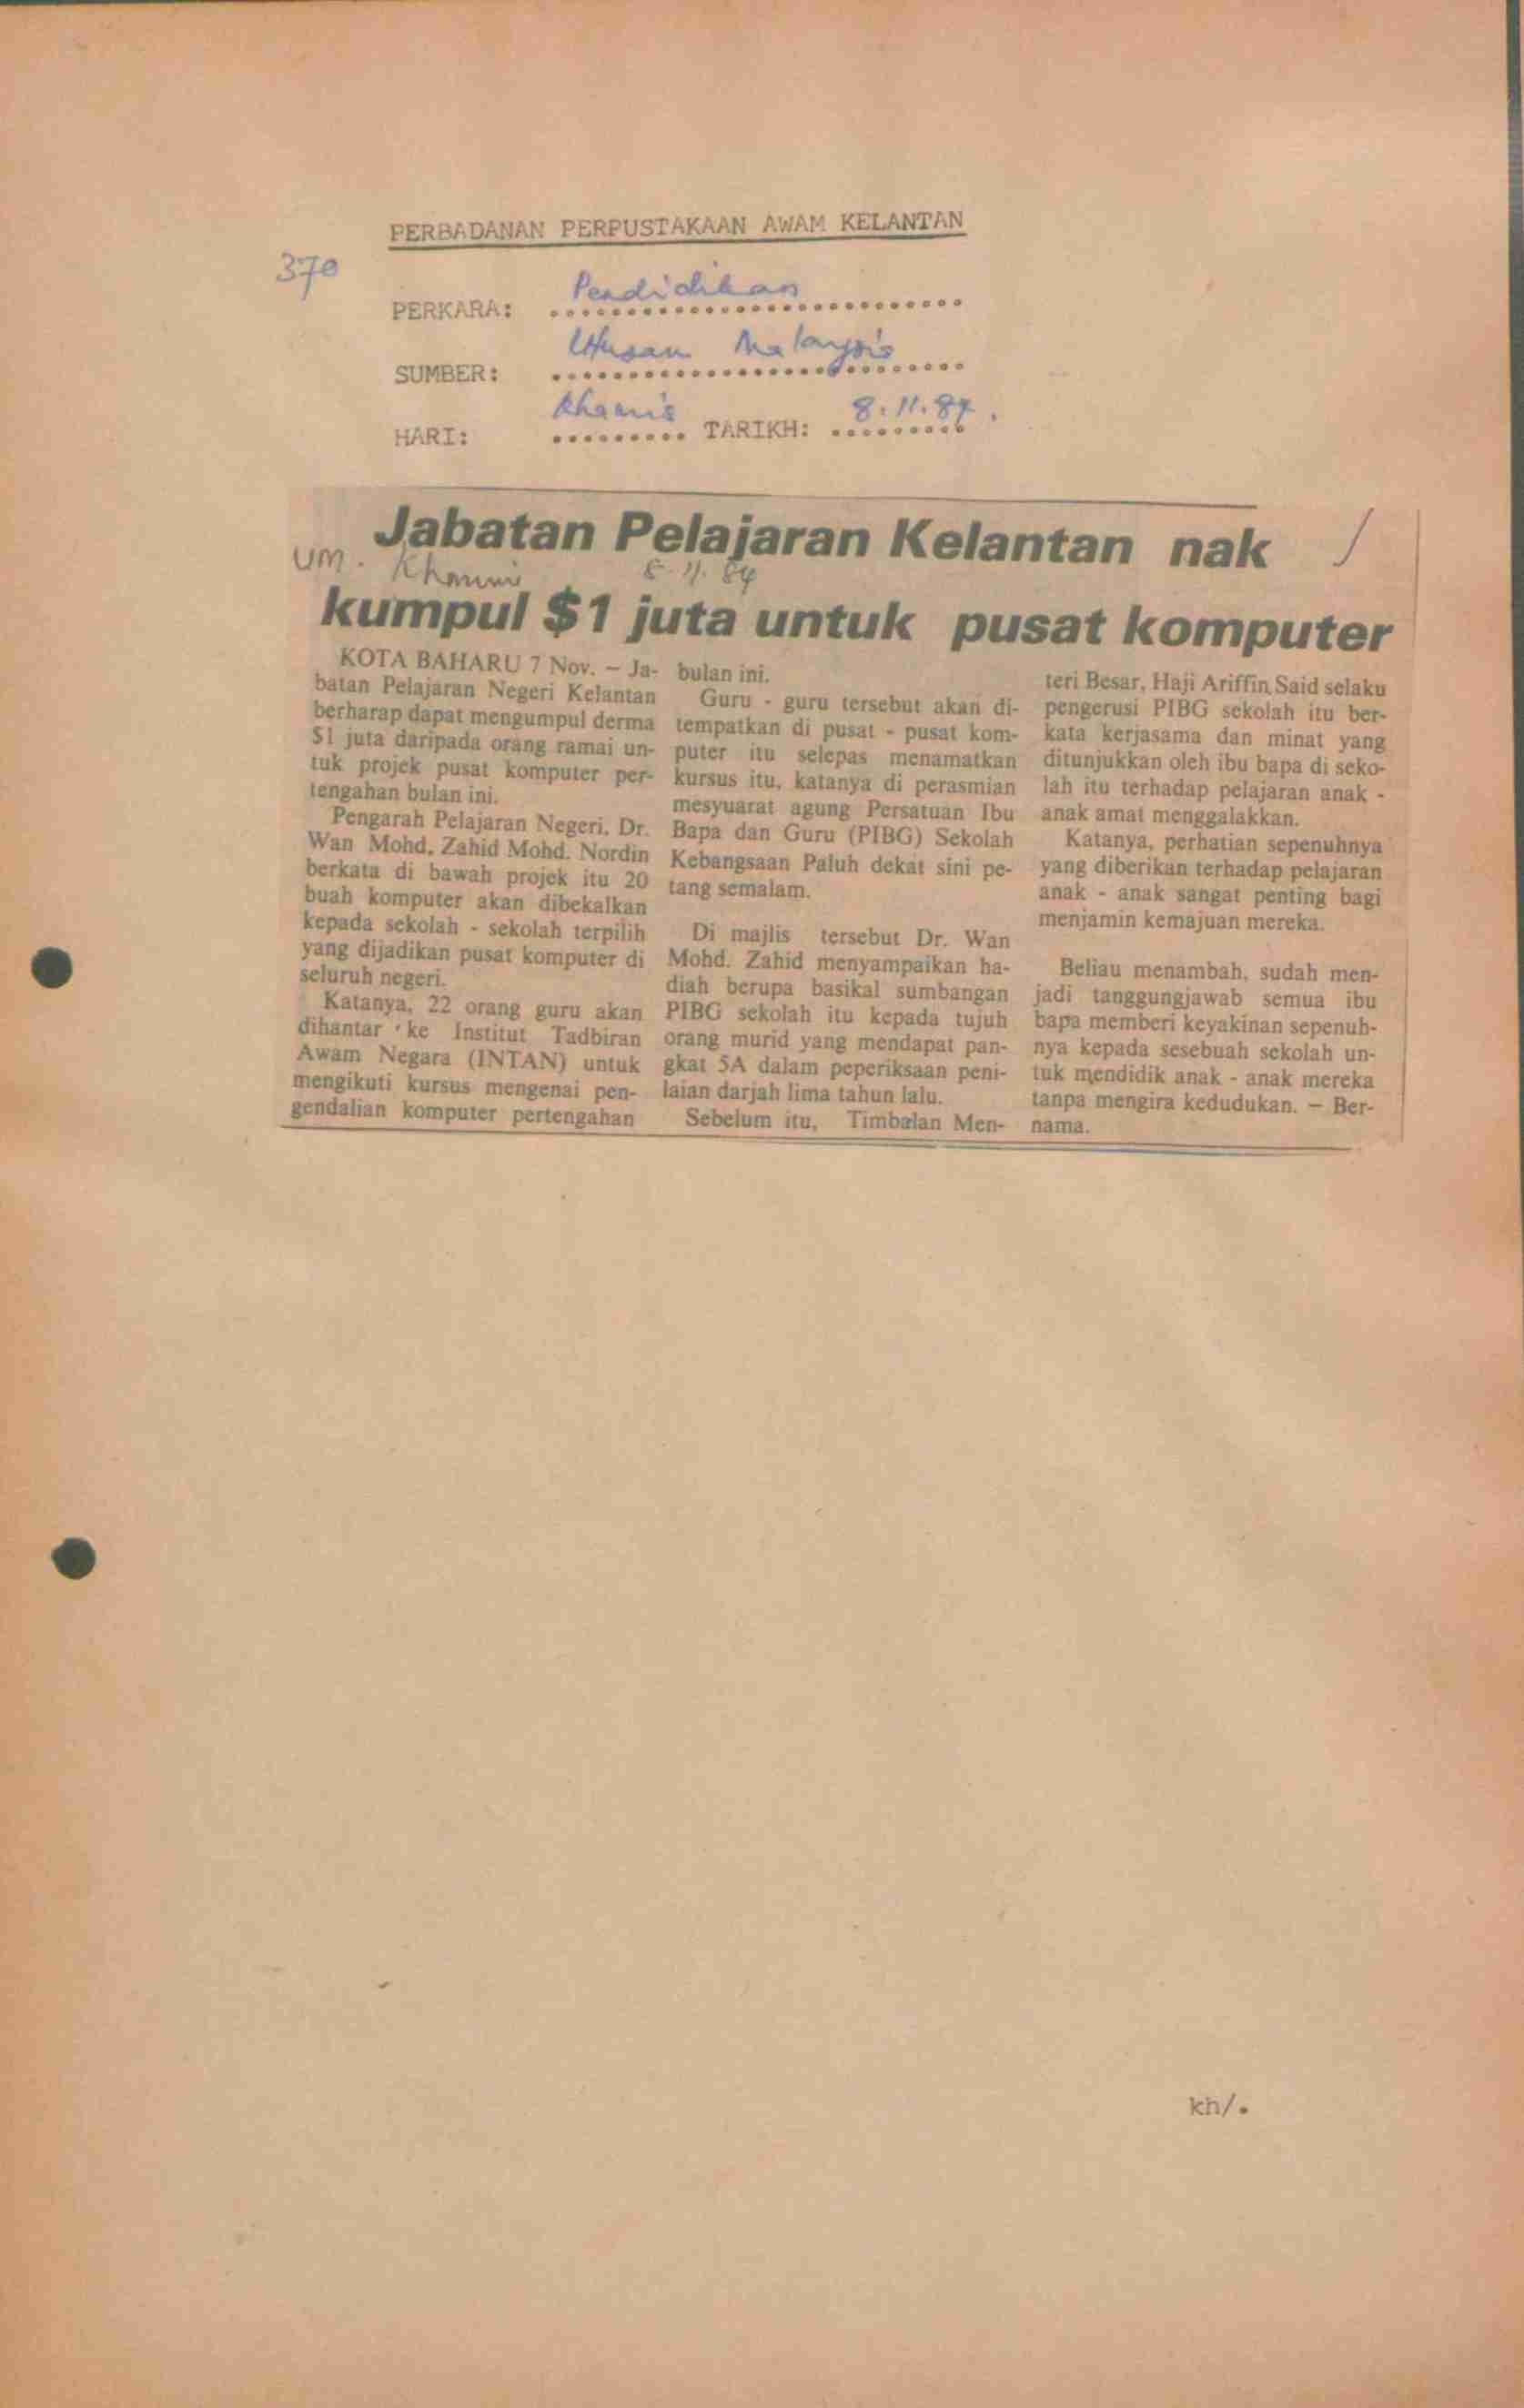 PERBADANAN PERPUSTAKAAN AWAM KELANTAN
370
PERKARA: Pendidikan
SUMBER: Utusan Malaysia
HARI: Khamis TARIKH: 8.11.84.
Jabatan Pelajaran Kelantan nak
UM. Khamis 8.11.84
kumpul $1 juta untuk pusat komputer
KOTA BAHARU 7 Nov. – Ja-
batan Pelajaran Negeri Kelantan
berharap dapat mengumpul derma
$1 juta daripada orang ramai un-
tuk projek pusat komputer per-
tengahan bulan ini.
Pengarah Pelajaran Negeri, Dr.
Wan Mohd. Zahid Mohd. Nordin
berkata di bawah projek itu 20
buah komputer akan dibekalkan
kepada sekolah - sekolah terpilih
yang dijadikan pusat komputer di
seluruh negeri.
Katanya, 22 orang guru akan
dihantar ke Institut Tadbiran
Awam Negara (INTAN) untuk
mengikuti kursus mengenai pen-
gendalian komputer pertengahan
bulan ini.
Guru - guru tersebut akan di-
tempatkan di pusat - pusat kom-
puter itu selepas menamatkan
kursus itu, katanya di perasmian
mesyuarat agung Persatuan Ibu
Bapa dan Guru (PIBG) Sekolah
Kebangsaan Paluh dekat sini pe-
tang semalam.
Di majlis tersebut Dr. Wan
Mohd. Zahid menyampaikan ha-
diah berupa basikal sumbangan
PIBG sekolah itu kepada tujuh
orang murid yang mendapat pan-
gkat 5A dalam peperiksaan peni-
laian darjah lima tahun lalu.
Sebelum itu, Timbalan Men-
teri Besar, Haji Ariffin Said selaku
pengerusi PIBG sekolah itu ber-
kata kerjasama dan minat yang
ditunjukkan oleh ibu bapa di seko-
lah itu terhadap pelajaran anak -
anak amat menggalakkan.
Katanya, perhatian sepenuhnya
yang diberikan terhadap pelajaran
anak - anak sangat penting bagi
menjamin kemajuan mereka.
Beliau menambah, sudah men-
jadi tanggungjawab semua ibu
bapa memberi keyakinan sepenuh-
nya kepada sesebuah sekolah un-
tuk mendidik anak - anak mereka
tanpa mengira kedudukan. – Ber-
nama.
kh/.